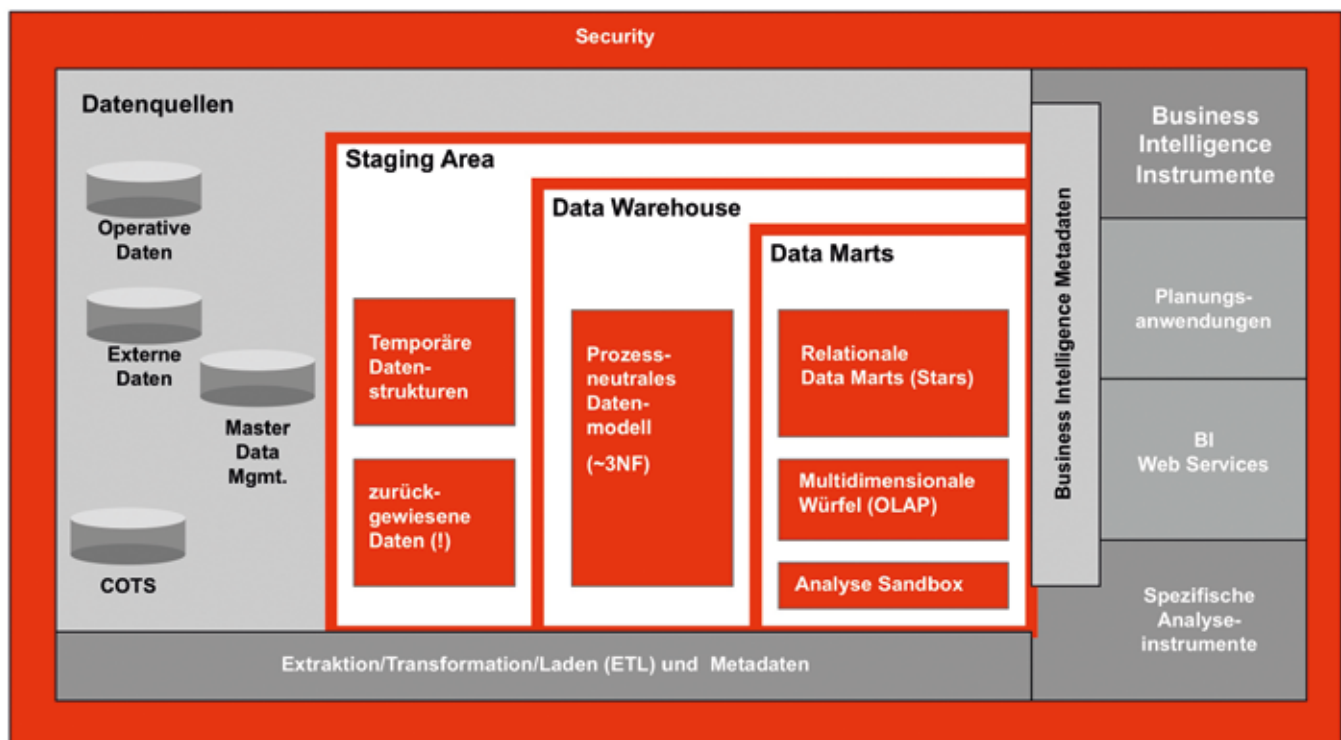 Security
Datenquellen
Operative
Daten
Externe
Daten
Master
Data
Mgmt.
COTS
Staging Area
Temporäre
Daten-
strukturen
zurück-
gewiesene
Daten (!)
Data Warehouse
Prozess-
neutrales
Daten-
modell
(~3NF)
Data Marts
Relationale
Data Marts (Stars)
Multidimensionale
Würfel (OLAP)
Analyse Sandbox
Business Intelligence Metadaten
Business
Intelligence
Instrumente
Planungs-
anwendungen
BI
Web Services
Spezifische
Analyse-
instrumente
Extraktion/Transformation/Laden (ETL) und Metadaten